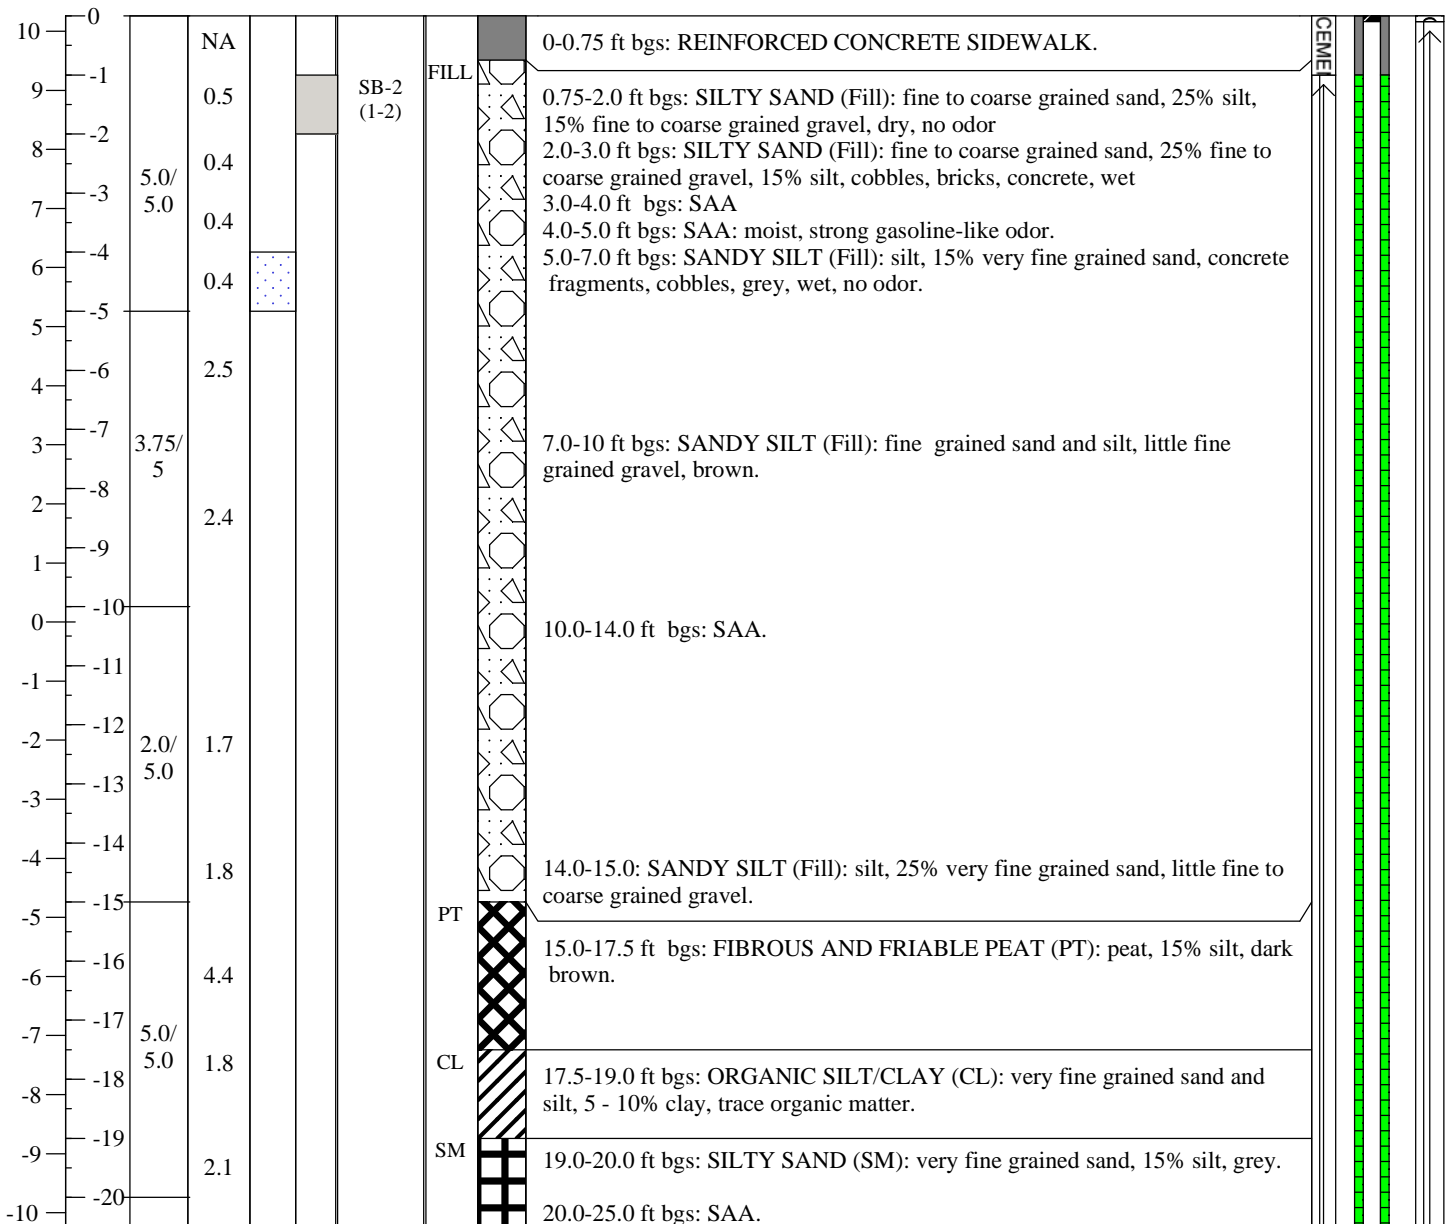 10
9
8
7
6
5
4
3
2
1
0
-1
-2
-3
-4
-5
-6
-7
-8
-9
-10
0
-1
-2
-3
-4
-5
-6
-7
-8
-9
-10
-11
-12
-13
-14
-15
-16
-17
-18
-19
-20
5.0/
5.0
3.75/
5
2.0/
5.0
5.0/
5.0
NA
0.5
0.4
0.4
0.4
2.5
2.4
1.7
1.8
4.4
1.8
2.1
SB-2
(1-2)
FILL
PT
CL
SM
0-0.75 ft bgs: REINFORCED CONCRETE SIDEWALK.
0.75-2.0 ft bgs: SILTY SAND (Fill): fine to coarse grained sand, 25% silt,
15% fine to coarse grained gravel, dry, no odor
2.0-3.0 ft bgs: SILTY SAND (Fill): fine to coarse grained sand, 25% fine to
coarse grained gravel, 15% silt, cobbles, bricks, concrete, wet
3.0-4.0 ft bgs: SAA
4.0-5.0 ft bgs: SAA: moist, strong gasoline-like odor.
5.0-7.0 ft bgs: SANDY SILT (Fill): silt, 15% very fine grained sand, concrete
fragments, cobbles, grey, wet, no odor.
7.0-10 ft bgs: SANDY SILT (Fill): fine grained sand and silt, little fine
grained gravel, brown.
10.0-14.0 ft bgs: SAA.
14.0-15.0: SANDY SILT (Fill): silt, 25% very fine grained sand, little fine to
coarse grained gravel.
15.0-17.5 ft bgs: FIBROUS AND FRIABLE PEAT (PT): peat, 15% silt, dark
brown.
17.5-19.0 ft bgs: ORGANIC SILT/CLAY (CL): very fine grained sand and
silt, 5 - 10% clay, trace organic matter.
19.0-20.0 ft bgs: SILTY SAND (SM): very fine grained sand, 15% silt, grey.
20.0-25.0 ft bgs: SAA.
CEME